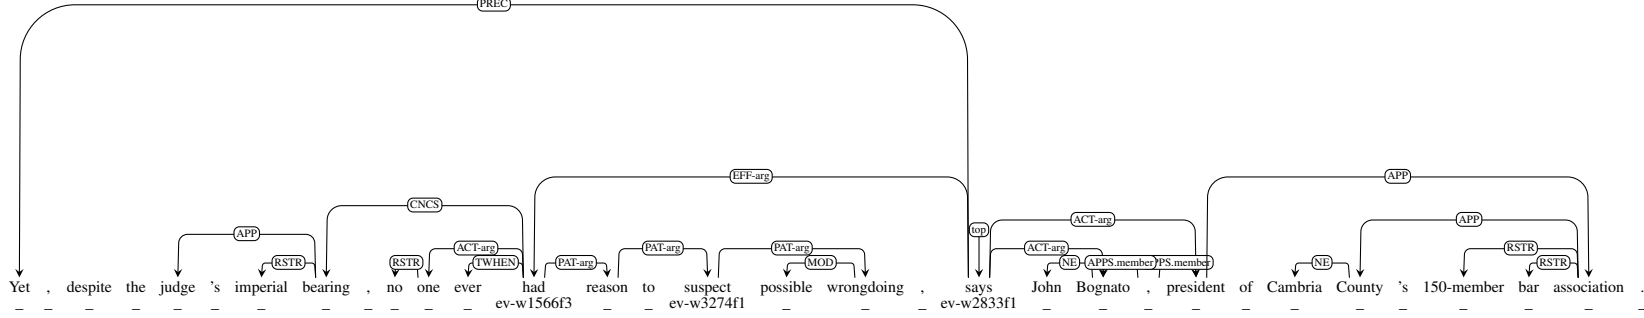 PREC
EFF-arg APP
CNCS
ACT-arg APP
top
APP
ACT-arg PAT-arg PAT-arg ACT-arg RSTR
RSTR RSTR TWHEN PAT-arg MOD NE APPS.member PS.member NE RSTR
Yet , despite the judge 's imperial bearing , no one ever had reason to suspect possible wrongdoing , says John Bognato , president of Cambria County 's 150-member bar association .
_ _ _ _ _ _ _ _ _ _ _ _ ev-w1566f3 _ _ ev-w3274f1 _ _ _ ev-w2833f1 _ _ _ _ _ _ _ _ _ _ _ _